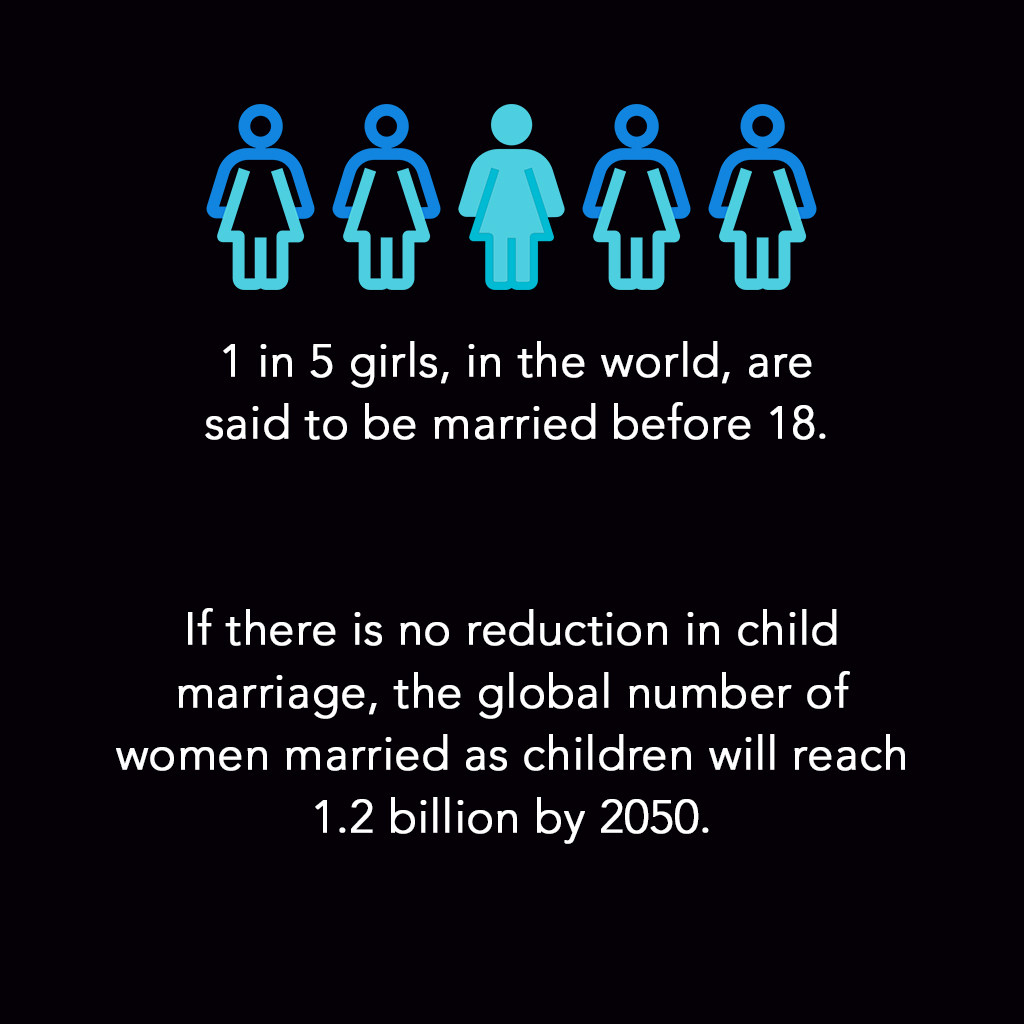 1 in 5 girls, in the world, are
said to be married before 18.
If there is no reduction in child
marriage, the global number of
women married as children will reach
1.2 billion by 2050.